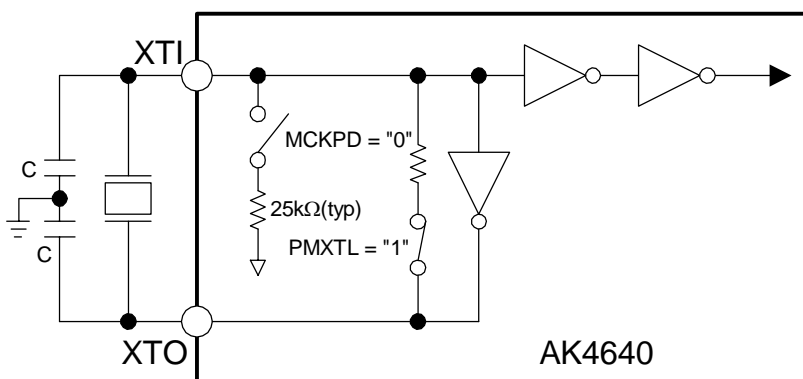 XTI
MCKPD = "0"
C
25kΩ(typ)
PMXTL = "1"
C
XTO
AK4640